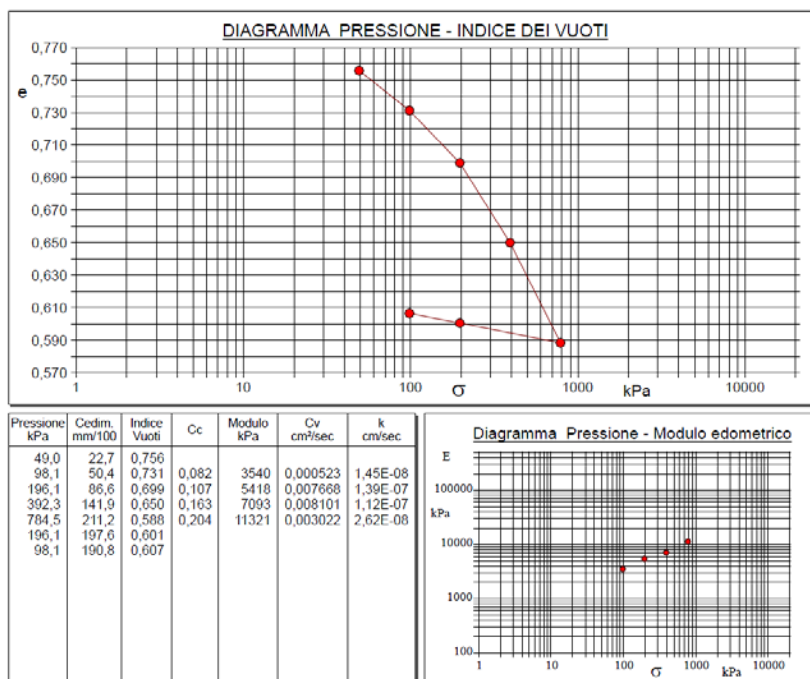 DIAGRAMMA PRESSIONE - INDICE DEI VUOTI
0,770
0,750
e
0,730
0,710
0,690
0,670
0,650
0,630
0,610
0,590
0,570
1 10 100 σ 1000 kPa 10000
Pressione Cedim. Indice Cc Modulo Cv k
kPa mm/100 Vuoti kPa cm²/sec cm/sec
49,0 22,7 0,756
98,1 50,4 0,731 0,082 3540 0,000523 1,45E-08
196,1 86,6 0,699 0,107 5418 0,007668 1,39E-07
392,3 141,9 0,650 0,163 7093 0,008101 1,12E-07
784,5 211,2 0,588 0,204 11321 0,003022 2,62E-08
196,1 197,6 0,601
98,1 190,8 0,607
Diagramma Pressione - Modulo edometrico
E
100000
kPa
10000
1000
100
1 10 100 σ 1000 kPa 10000